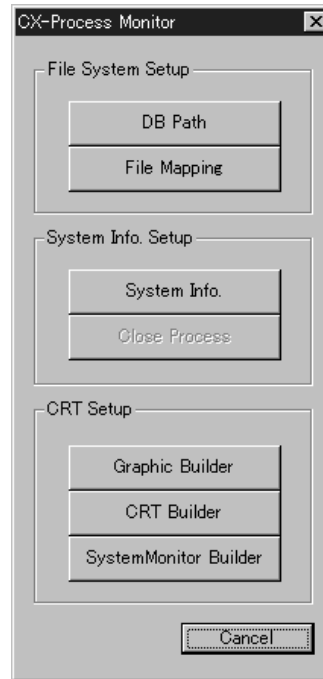 CX-Process Monitor
File System Setup
DB Path
File Mapping
System Info. Setup
System Info.
Close Process
CRT Setup
Graphic Builder
CRT Builder
SystemMonitor Builder
Cancel